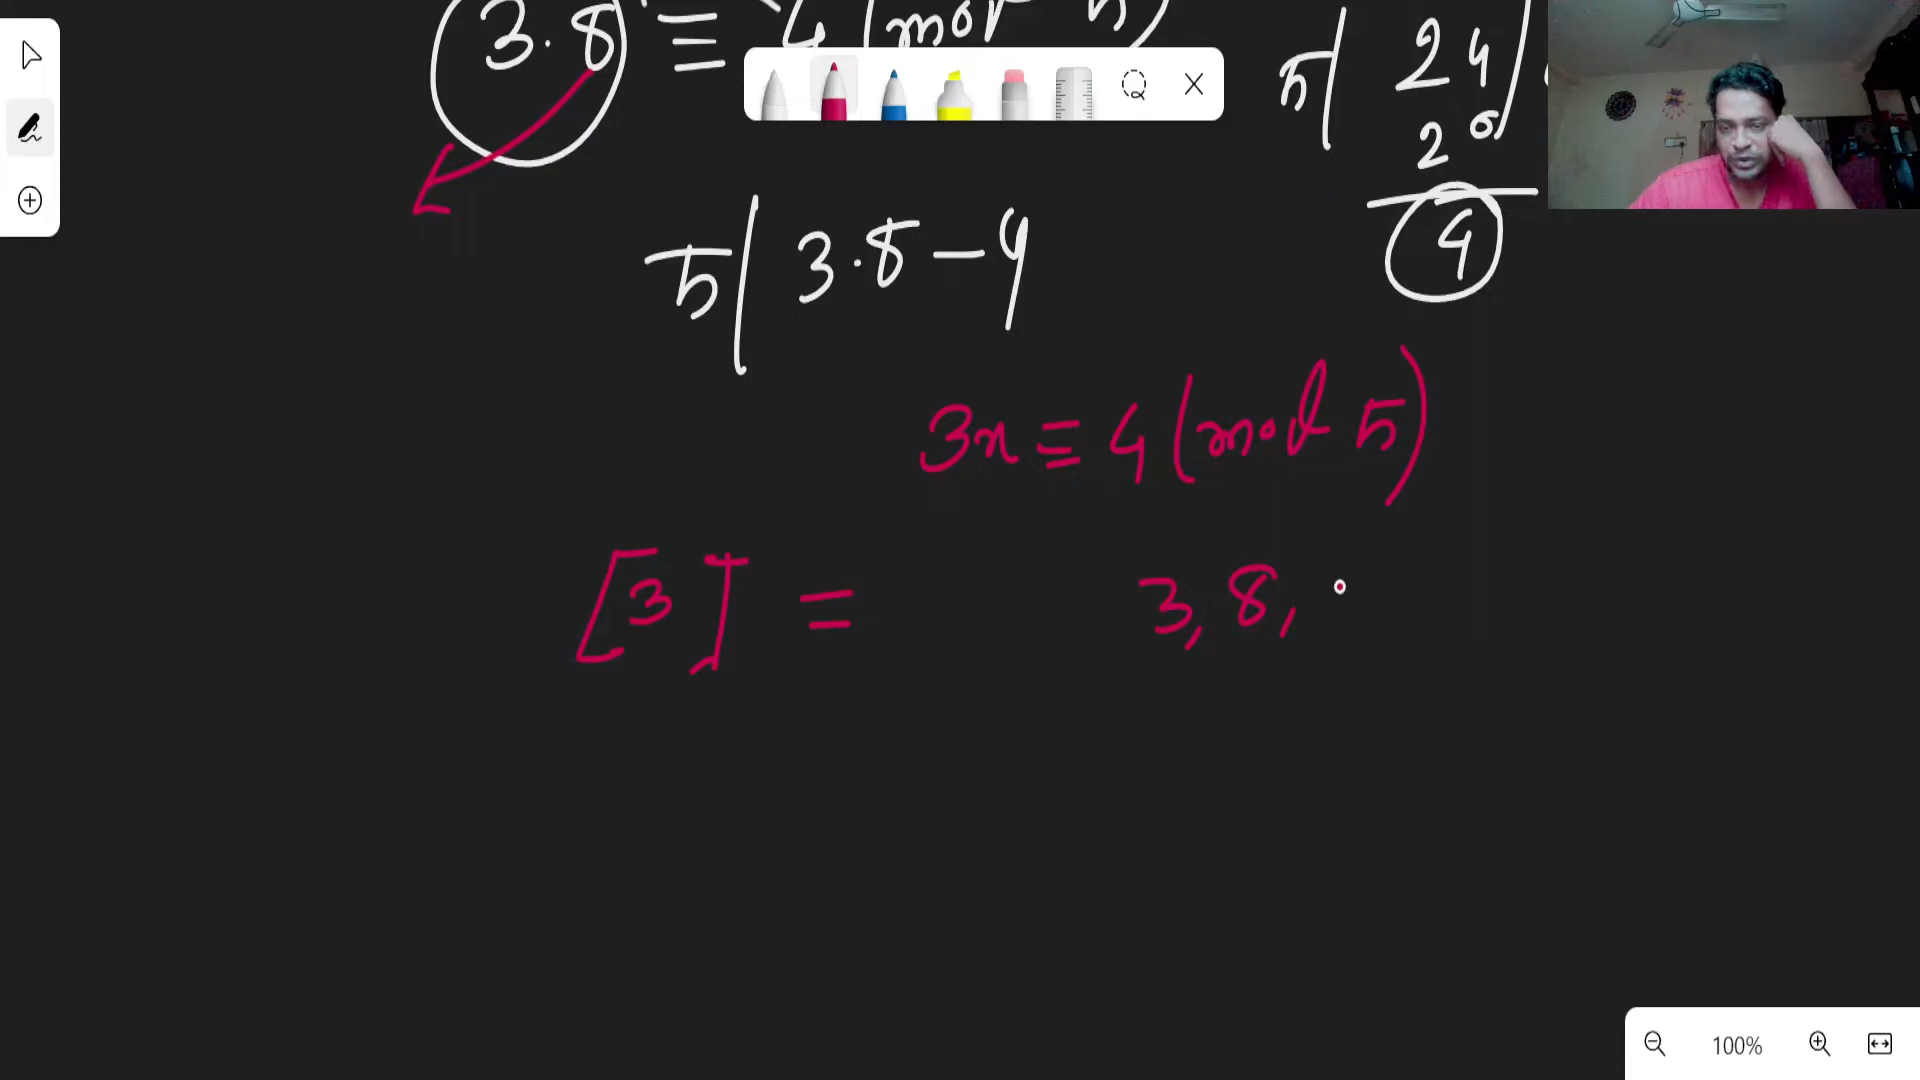 3.8 ≡ 4 (mod 5)
5 | 24
20
4
5 | 3.8 – 4
3x ≡ 4 (mod 5)
[3] = 3, 8,
100%